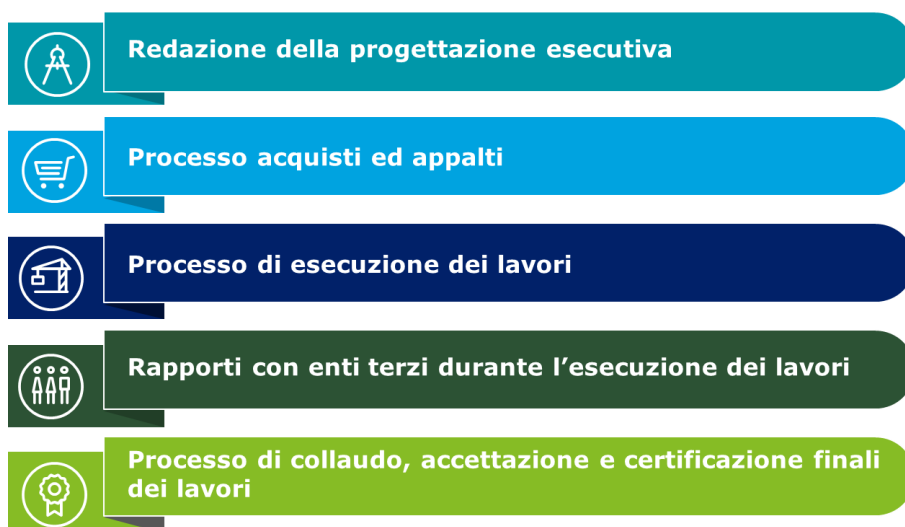 Redazione della progettazione esecutiva
Processo acquisti ed appalti
Processo di esecuzione dei lavori
Rapporti con enti terzi durante l’esecuzione dei lavori
Processo di collaudo, accettazione e certificazione finali
dei lavori